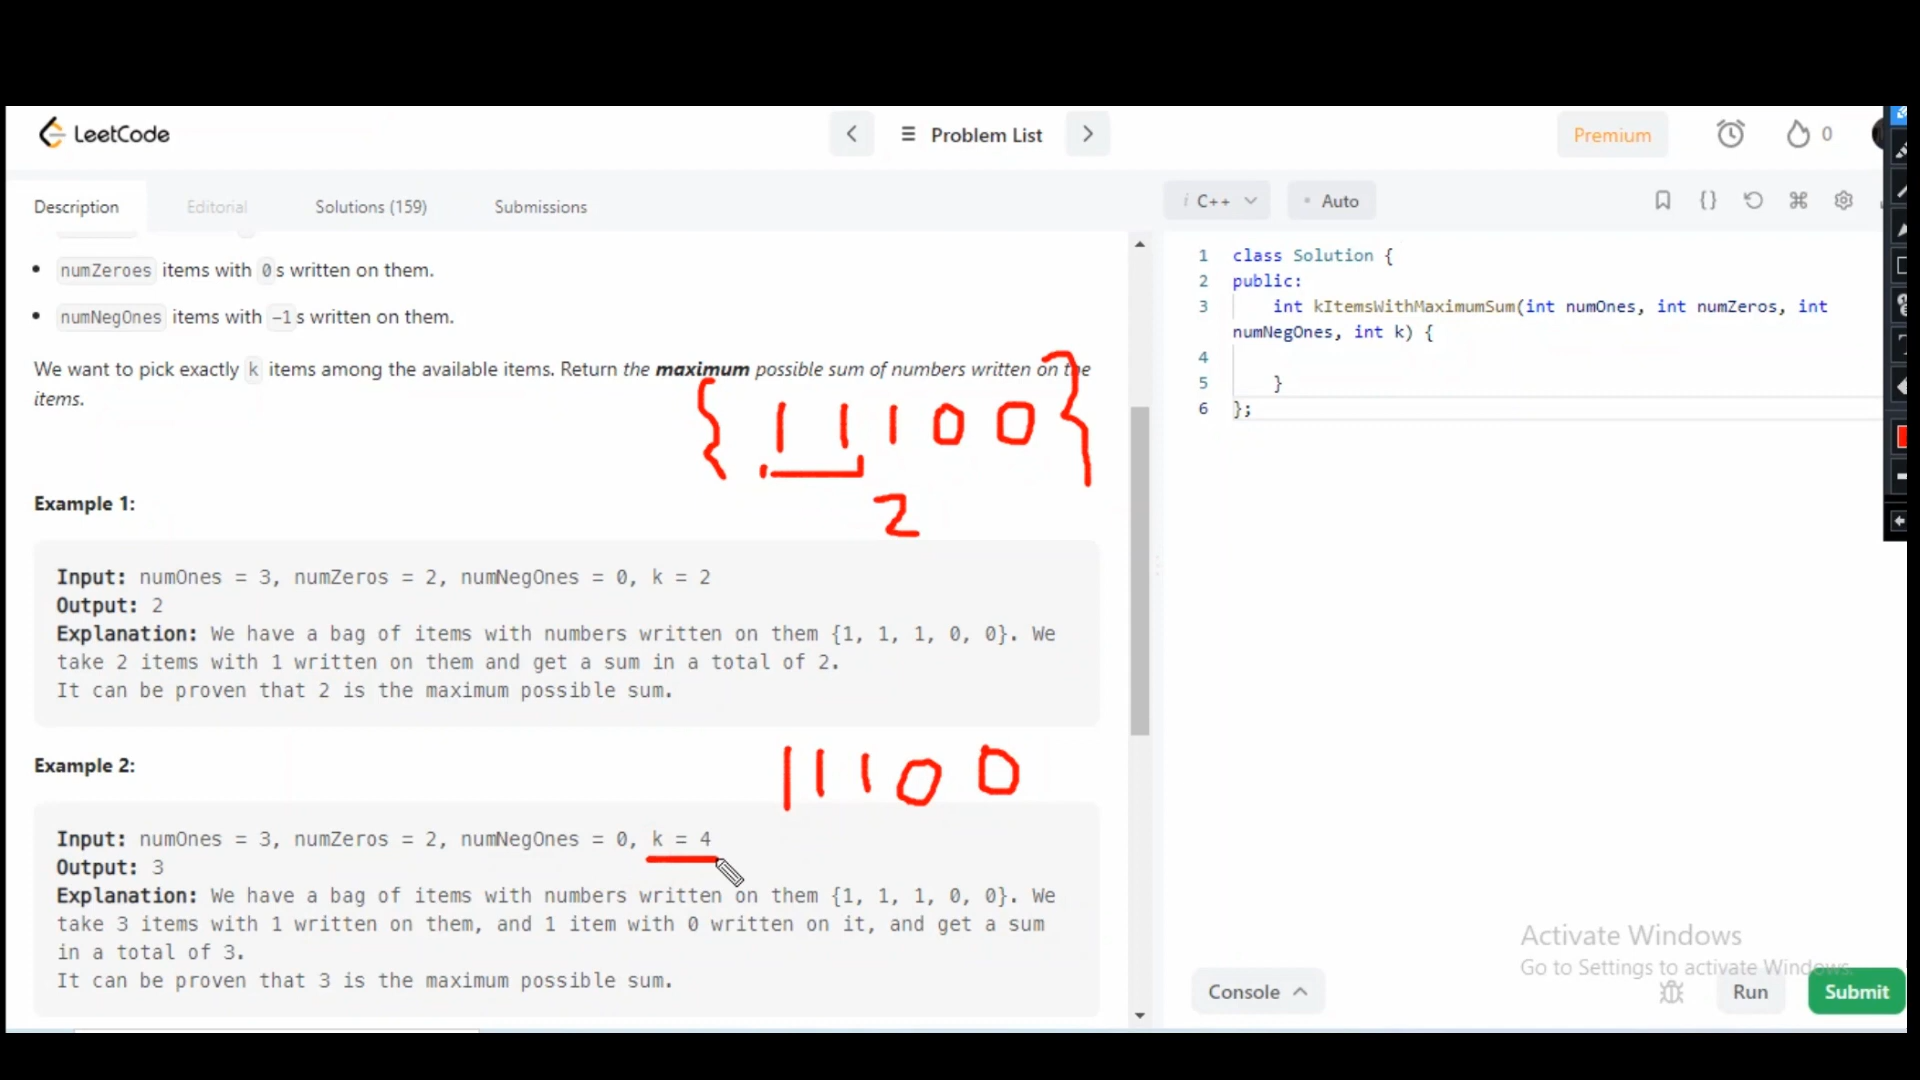 LeetCode
Problem List
Premium
0
Description
Editorial
Solutions (159)
Submissions
i C++
Auto
numZeroes items with 0s written on them.
numNegOnes items with -1s written on them.
We want to pick exactly k items among the available items. Return the maximum possible sum of numbers written on the
items.
{ 1 1 1 0 0 }
2
Example 1:
Input: numOnes = 3, numZeros = 2, numNegOnes = 0, k = 2
Output: 2
Explanation: We have a bag of items with numbers written on them {1, 1, 1, 0, 0}. We
take 2 items with 1 written on them and get a sum in a total of 2.
It can be proven that 2 is the maximum possible sum.
1 1 1 0 0
Example 2:
Input: numOnes = 3, numZeros = 2, numNegOnes = 0, k = 4
Output: 3
Explanation: We have a bag of items with numbers written on them {1, 1, 1, 0, 0}. We
take 3 items with 1 written on them, and 1 item with 0 written on it, and get a sum
in a total of 3.
It can be proven that 3 is the maximum possible sum.
1 class Solution {
2 public:
3 int kItemsWithMaximumSum(int numOnes, int numZeros, int
numNegOnes, int k) {
4
5 }
6 };
Activate Windows
Go to Settings to activate Windows.
Console
Run
Submit